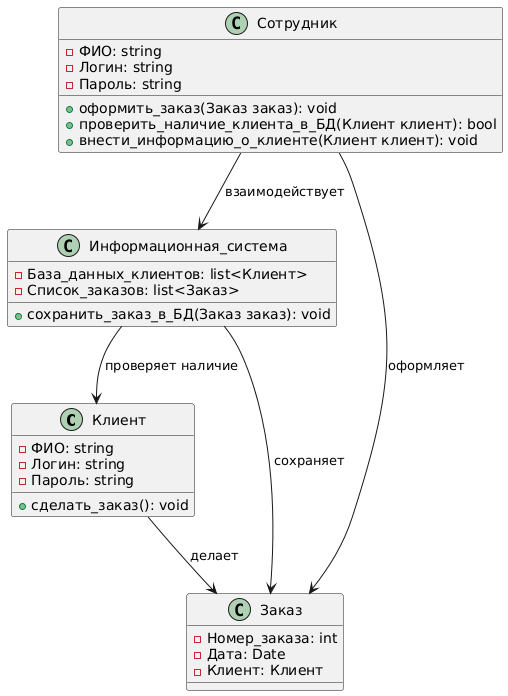 C Сотрудник
ФИО: string
Логин: string
Пароль: string
оформить_заказ(Заказ заказ): void
проверить_наличие_клиента_в_БД(Клиент клиент): bool
внести_информацию_о_клиенте(Клиент клиент): void
взаимодействует
C Информационная_система
База_данных_клиентов: list<Клиент>
Список_заказов: list<Заказ>
сохранить_заказ_в_БД(Заказ заказ): void
проверяет наличие
оформляет
C Клиент
ФИО: string
Логин: string
Пароль: string
сделать_заказ(): void
сохраняет
делает
C Заказ
Номер_заказа: int
Дата: Date
Клиент: Клиент